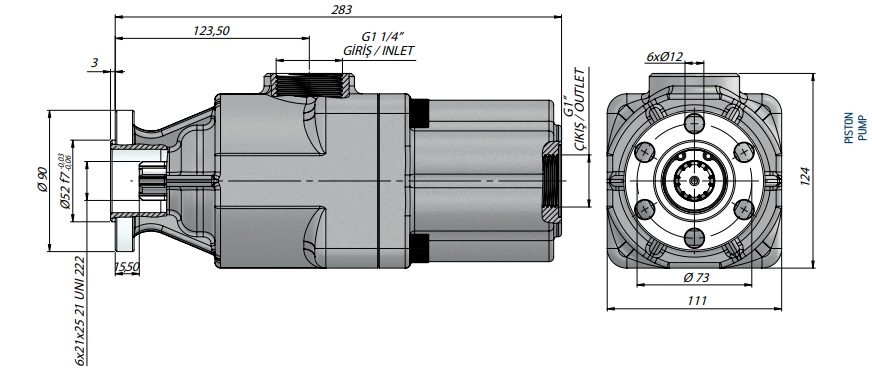 283
123,50
G1 1/4"
GİRİŞ / INLET
3
G1"
ÇIKIŞ / OUTLET
6xØ12
Ø 90
Ø52 f7 -0,03
-0,06
15,50
6x21x25 21 UNI 222
124
Ø 73
111
PISTON
PUMP